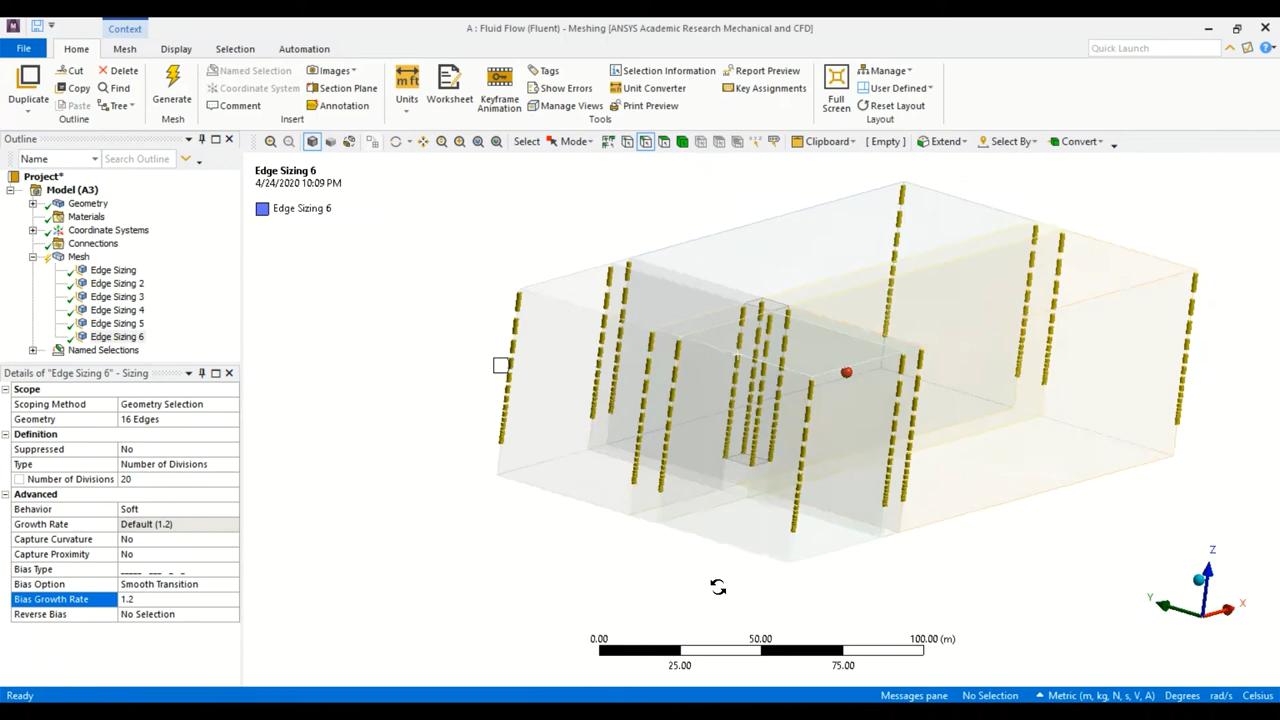 Context
A : Fluid Flow (Fluent) - Meshing [ANSYS Academic Research Mechanical and CFD]
File Home Mesh Display Selection Automation Quick Launch
Duplicate
Cut
Copy
Paste
Delete
Find
Tree
Outline
Generate
Mesh
Named Selection
Coordinate System
Comment
Images
Section Plane
Annotation
Insert
Units
Worksheet
Keyframe
Animation
Tags
Show Errors
Manage Views
Selection Information
Unit Converter
Print Preview
Tools
Report Preview
Key Assignments
Full
Screen
Manage
User Defined
Reset Layout
Layout
Outline
Select Mode Clipboard [ Empty ] Extend Select By Convert
Name Search Outline
Project*
Model (A3)
Geometry
Materials
Coordinate Systems
Connections
Mesh
Edge Sizing
Edge Sizing 2
Edge Sizing 3
Edge Sizing 4
Edge Sizing 5
Edge Sizing 6
Named Selections
Details of "Edge Sizing 6" - Sizing
Scope
Scoping Method Geometry Selection
Geometry 16 Edges
Definition
Suppressed No
Type Number of Divisions
Number of Divisions 20
Advanced
Behavior Soft
Growth Rate Default (1.2)
Capture Curvature No
Capture Proximity No
Bias Type
Bias Option Smooth Transition
Bias Growth Rate 1.2
Reverse Bias No Selection
Edge Sizing 6
4/24/2020 10:09 PM
Edge Sizing 6
0.00 50.00 100.00 (m)
25.00 75.00
Z
Y
X
Ready Messages pane No Selection Metric (m, kg, N, s, V, A) Degrees rad/s Celsius